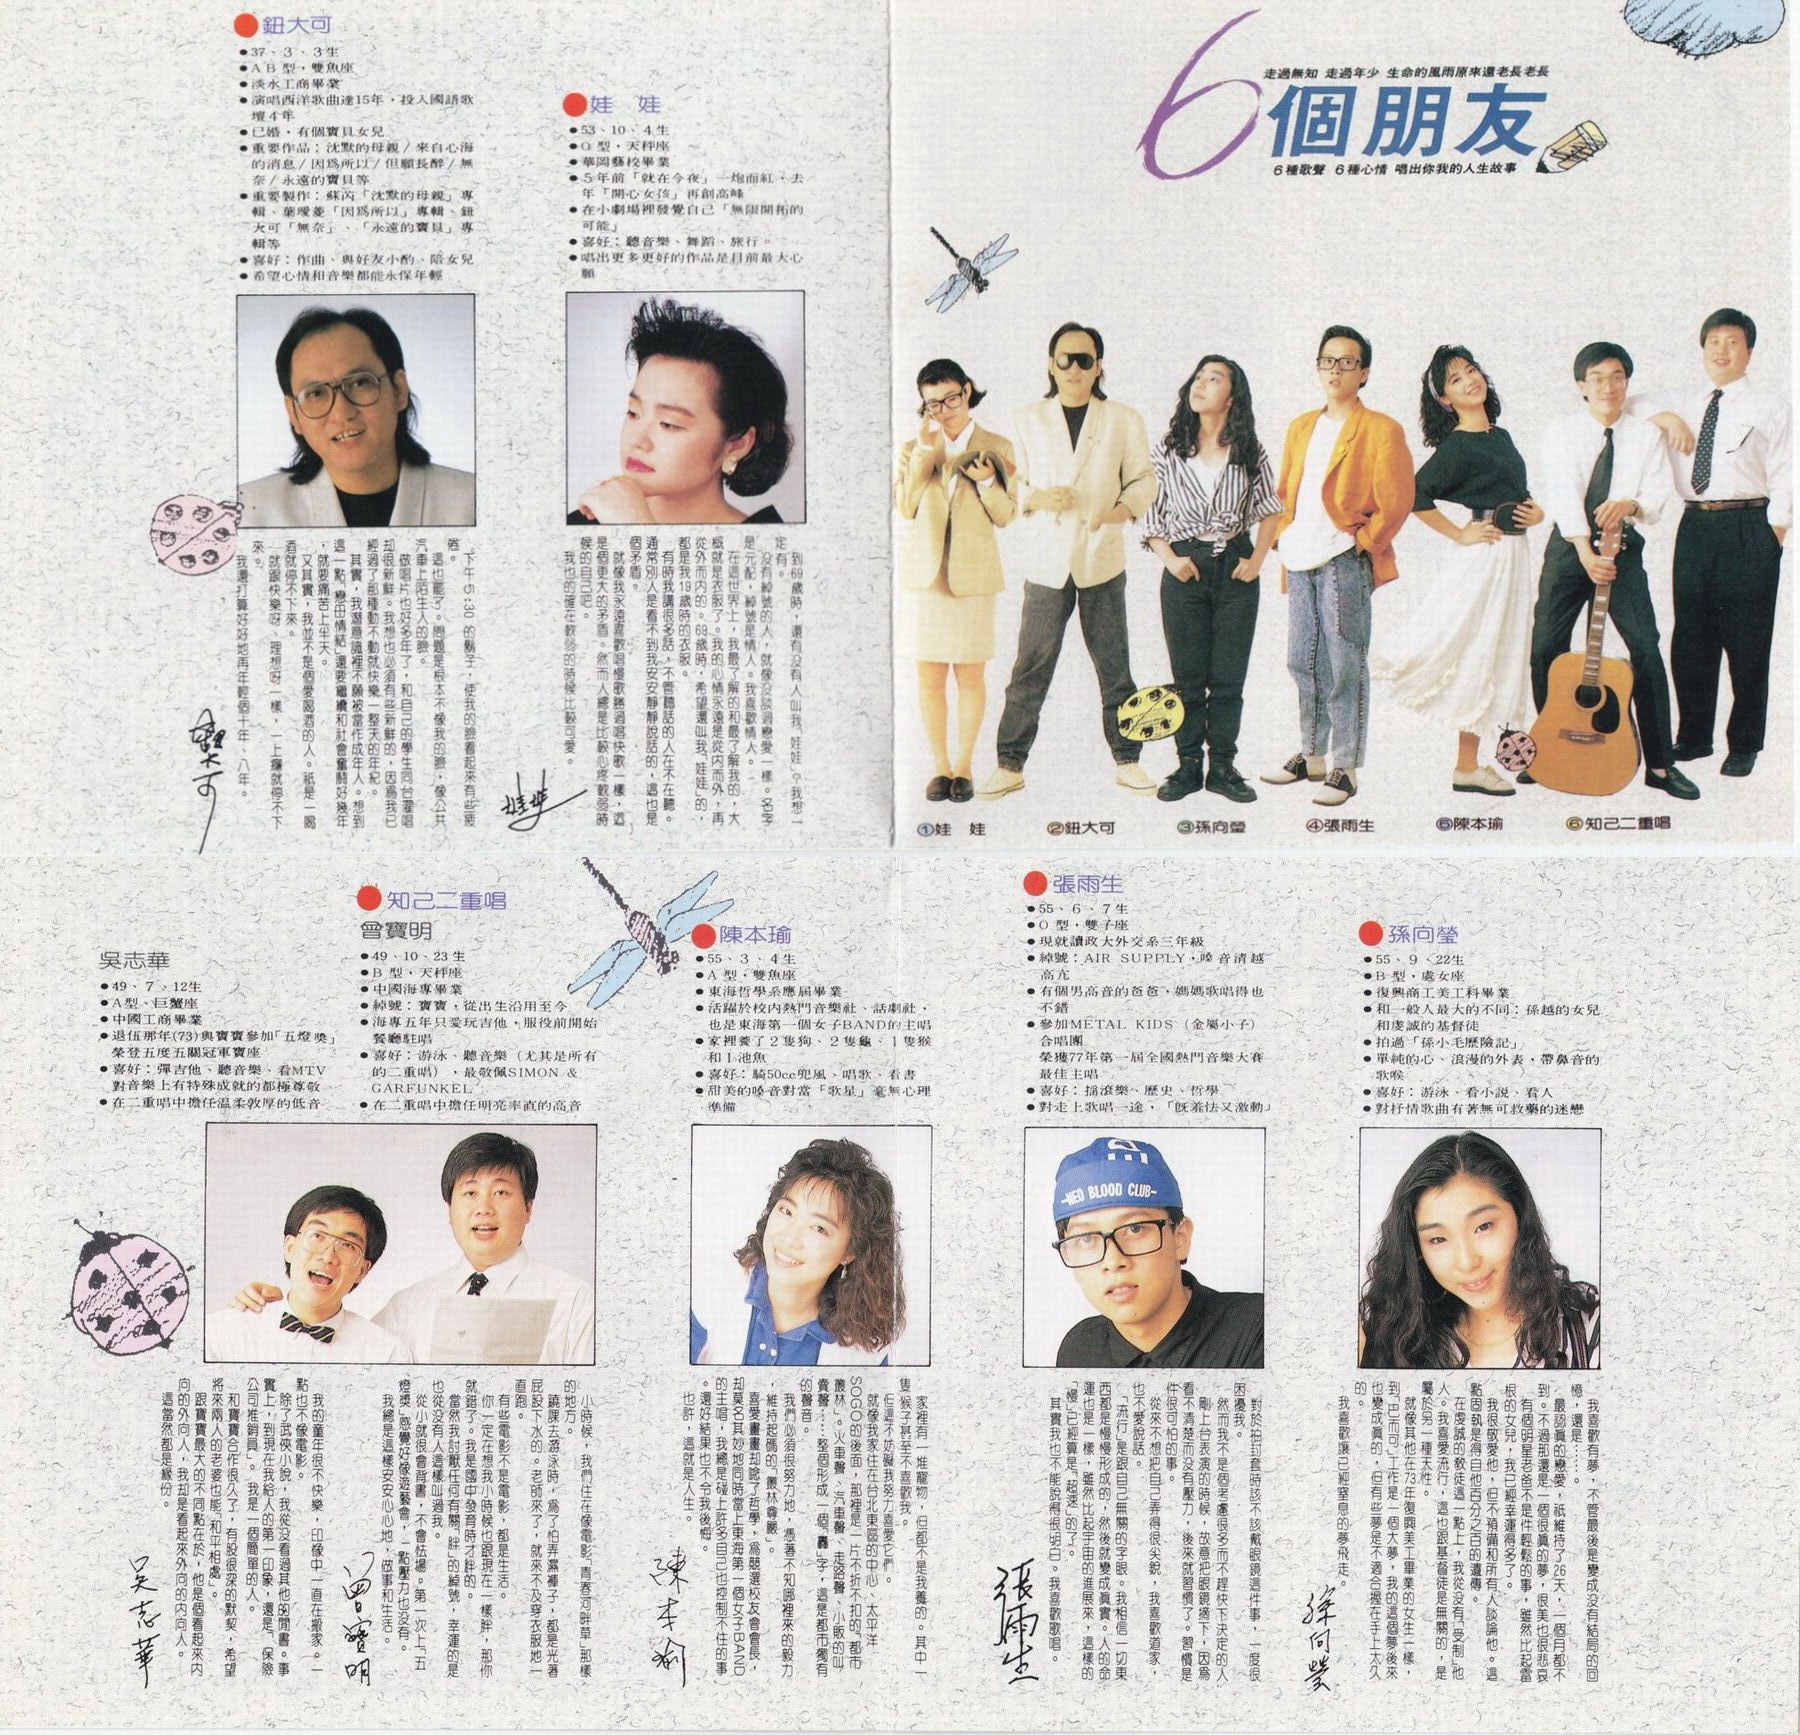 鈕大可
●37、3、3生
●AB型·雙魚座
●淡水工商畢業
●演唱西洋歌曲達15年，投入國語歌
壇4年
●已婚，有個寶貝女兒
●重要作品：沈默的母親/來自心海
的消息/因為所以/但願長醉/無
奈/永遠的寶貝等
●重要製作：蘇芮「沈默的母親」專
輯、葉璦菱「因為所以」專輯、鈕
大可「無奈」、「永遠的寶貝」專
輯等
●喜好：作曲、與好友小酌、陪女兒
●希望心情和音樂都能永保年輕
下午5:30的鬍子，使我的臉看起來有些疲
倦。
這也罷了。問題是根本不像我的臉，像公共
汽車上陌生人的臉。
做唱片也好多年了，和自己的學生同台灌唱
却很新鮮。我想也必須有些新鮮的，因為我已
經過了那種動不動就快樂一整天的年紀。
其實，我潛意識裡不願被當作成年人。想到
這一點，戀田情結」還要繼續和社會奮鬥好幾年
，就要痛苦上半天。
又其實，我並不是個愛喝酒的人。祇是一喝
酒就停不下來。
就跟快樂呀、理想呀一樣，一上癮就停不下
來。
我還打算好好地再年輕個十年、八年。
鈕大可
娃 娃
●53、10、4生
●O型·天秤座
●華岡藝校畢業
●5年前「就在今夜」一炮而紅，去
年「開心女孩」再創高峰
●在小劇場裡發覺自己「無限開拓的
可能」
●喜好：聽音樂、舞蹈、旅行。
●唱出更多更好的作品是目前最大心
願
到69歲時，還有沒有人叫我「娃娃」？我想一
定有。
沒有綽號的人，就像沒談過戀愛一樣。名字
是元配，綽號是情人。我喜歡情人。
在這世界上，我最了解的和最了解我的，大
概就是衣服了。我的心情永遠是從內而外，再
從外而內的。69歲時，希望還叫我「娃娃」的，
都是我19歲時的衣服。
有時我講很多話，不管聽話的人在不在聽。
通常別人是看不到我安安靜靜說話的，這也是
個矛盾。
就像我永遠喜歡唱慢歌勝過唱快歌一樣，這
是個更大的矛盾。然而人總是比較心疼軟弱時
候的自己吧。
我也的確在軟弱的時候比較可愛。
娃娃
走過無知 走過年少 生命的風雨原來還老長老長
6個朋友
6種歌聲 6種心情 唱出你我的人生故事
①娃 娃 ②鈕大可 ③孫向瑩 ④張雨生 ⑤陳本瑜 ⑥知己二重唱
知己二重唱
吳志華
●49、7、12生
●A型·巨蟹座
●中國工商畢業
●退伍那年(73)與寶寶參加「五燈獎」
榮登五度五關冠軍寶座
●喜好：彈吉他、聽音樂、看MTV
對音樂上有特殊成就的都極尊敬
●在二重唱中擔任溫柔敦厚的低音
曾寶明
●49、10、23生
●B型·天秤座
●中國海專畢業
●綽號：寶寶，從出生沿用至今
●海專五年只愛玩吉他，服役前開始
餐廳駐唱
●喜好：游泳、聽音樂（尤其是所有
的二重唱），最敬佩SIMON &
GARFUNKEL
●在二重唱中擔任明亮率直的高音
小時候，我們住在像電影「青春河畔草」那樣
的地方。
蹺課去游泳時，為了怕弄濕褲子，都是光著
屁股下水的。老師來了，就來不及穿衣服地一
直跑。
有些電影不是電影，都是生活。
你一定在想我小時候也跟現在一樣胖，那你
就錯了。我是國中發育時才胖的。
當然我討厭任何有關「胖」的綽號，幸運的是
也從沒有人這樣叫過我。
從小就很會背書，不會怯場。第一次上「五
燈獎」感覺好像遊藝會，一點壓力也沒有。
我總是這樣安安心心地，做事和生活。
曾寶明
我的童年很不快樂，印像中一直在搬家。一
點也不像電影。
除了武俠小說，我從沒看過其他的閒書。事
實上，到現在我給人的第一印象，還是「保險
公司推銷員」。我是一個簡單的人。
和寶寶合作很久了，有股很深的默契，希望
將來兩人的老婆也能「和平相處」。
跟寶寶最大的不同點在於，他是個看起來內
向的外向人，我却是看起來外向的內向人。
這當然都是緣份。
吳志華
陳本瑜
●55、3、4生
●A型·雙魚座
●東海哲學系應屆畢業
●活躍於校內熱門音樂社、話劇社，
也是東海第一個女子BAND的主唱
●家裡養了2隻狗、2隻龜、1隻猴
和1池魚
●喜好：騎50cc兜風、唱歌、看書
●甜美的嗓音對當「歌星」毫無心理
準備
家裡有一堆寵物，但都不是我養的。其中一
隻猴子甚至不喜歡我。
但這不妨礙我努力喜愛它們。
就像我家住在台北東區的中心，太平洋
SOGO的後面，那裡是一片不折不扣的「都市
叢林」。火車聲、汽車聲、走路聲、小販的叫
賣聲……整個形成一個「轟」字，這是都市獨有
的聲音。
我們必須很努力地，憑著不知哪裡來的毅力
，維持起碼的「叢林尊嚴」。
喜愛畫畫却唸了哲學，為競選校友會會長，
却莫名其妙地同時當上東海第一個女子BAND
的主唱，我總是碰上許多自己也控制不住的事
。還好結果也不令我後悔。
也許，這就是人生。
陳本瑜
張雨生
●55、6、7生
●O型·雙子座
●現就讀政大外交系三年級
●綽號：AIR SUPPLY，嗓音清越
高亢
●有個男高音的爸爸，媽媽歌唱得也
不錯
●參加METAL KIDS（金屬小子）
合唱團
榮獲77年第一屆全國熱門音樂大賽
最佳主唱
●喜好：搖滾樂、歷史、哲學
●對走上歌唱一途，「既羞怯又激動」
-NEO BLOOD CLUB-
對於拍封套時該不該戴眼鏡這件事，一度很
困擾我。
然而我不是個考慮很多而不趕快下決定的人
剛上台表演的時候，故意把眼鏡摘下，因為
看不清楚而沒有壓力，後來就習慣了。習慣是
件很可怕的事。
從來不想把自己弄得很尖銳，我喜歡道家，
也不愛說話。
「流行」是跟自己無關的字眼。我相信一切東
西都是慢慢形成的，然後就變成真實。人的命
運也是一樣，雖然比起宇宙的進展來，這樣的
「慢」已經算是「超速」的了。
其實我也不能說得很明白。我喜歡歌唱。
張雨生
孫向瑩
●55、9、22生
●B型·處女座
●復興商工美工科畢業
●和一般人最大的不同：孫越的女兒
和虔誠的基督徒
●拍過「孫小毛歷險記」
●單純的心、浪漫的外表，帶鼻音的
歌喉
●喜好：游泳、看小說、看人
●對抒情歌曲有著無可救藥的迷戀
我喜歡有夢，不管最後是變成沒有結局的回
憶，還是……。
最認真的戀愛，祇維持了26天，一個月都不
到。不過那還是一個很真的夢，很美也很悲哀
有個明星老爸不是件輕鬆的事，雖然比起雷
根的女兒，我已經幸運得多了。
我很敬愛他，但不預備和所有人談論他。這
點固執是得自他百分之百的遺傳。
在虔誠的教徒這一點上，我從沒有「受制」他
人。我喜愛流行，這也跟基督徒是無關的，是
屬於另一種天性。
就像其他在73年復興美工畢業的女生一樣，
到「巴而可」工作是一個大夢，我的這個夢後來
也變成真的，但有些夢是不適合握在手上太久
的。
我喜歡讓已經窒息的夢飛走。
孫向瑩